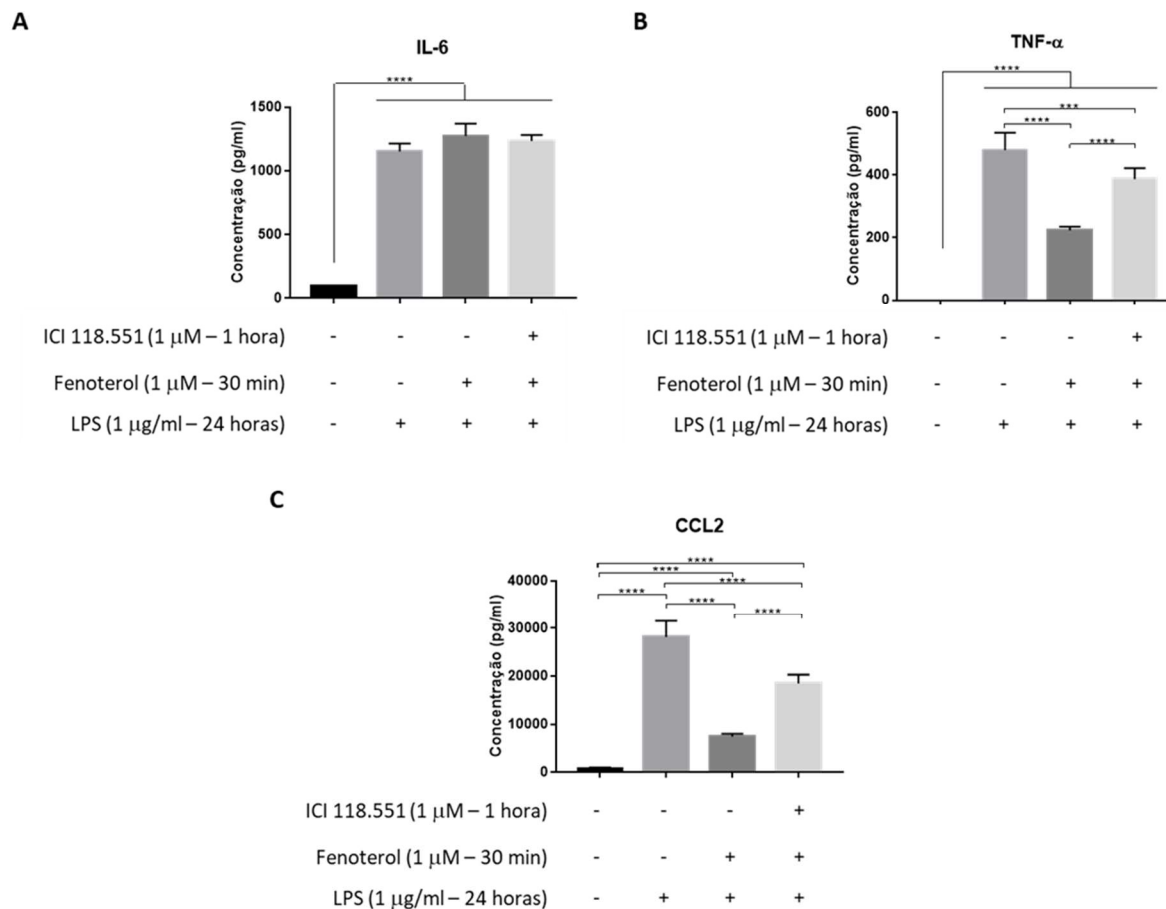 A
IL-6
****
Concentração (pg/ml)
1500
1000
500
0
ICI 118.551 (1 μM – 1 hora) - - - +
Fenoterol (1 μM – 30 min) - - + +
LPS (1 μg/ml – 24 horas) - + + +
B
TNF-α
****
***
****
****
Concentração (pg/ml)
600
400
200
0
ICI 118.551 (1 μM – 1 hora) - - - +
Fenoterol (1 μM – 30 min) - - + +
LPS (1 μg/ml – 24 horas) - + + +
C
CCL2
****
****
****
****
****
****
Concentração (pg/ml)
40000
30000
20000
10000
0
ICI 118.551 (1 μM – 1 hora) - - - +
Fenoterol (1 μM – 30 min) - - + +
LPS (1 μg/ml – 24 horas) - + + +